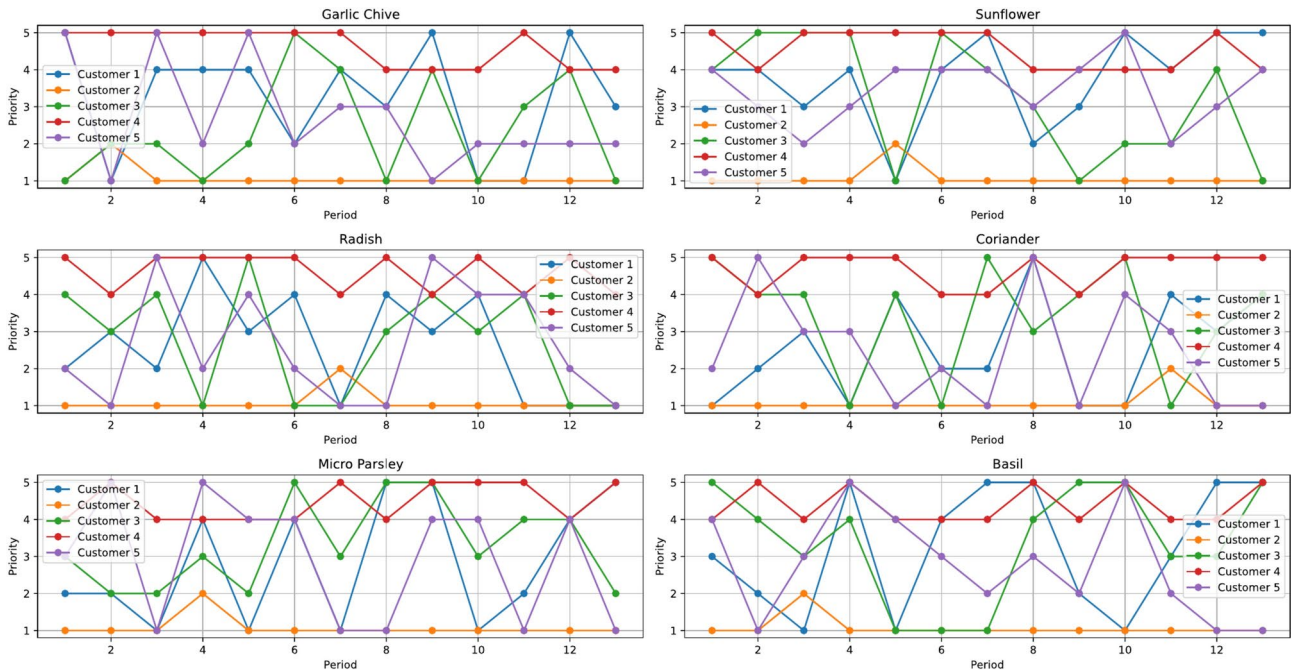 Garlic Chive
5
4
3
2
1
Priority
Customer 1
Customer 2
Customer 3
Customer 4
Customer 5
2
4
6
8
10
12
Period
Sunflower
5
4
3
2
1
Priority
Customer 1
Customer 2
Customer 3
Customer 4
Customer 5
2
4
6
8
10
12
Period
Radish
5
4
3
2
1
Priority
Customer 1
Customer 2
Customer 3
Customer 4
Customer 5
2
4
6
8
10
12
Period
Coriander
5
4
3
2
1
Priority
Customer 1
Customer 2
Customer 3
Customer 4
Customer 5
2
4
6
8
10
12
Period
Micro Parsley
5
4
3
2
1
Priority
Customer 1
Customer 2
Customer 3
Customer 4
Customer 5
2
4
6
8
10
12
Period
Basil
5
4
3
2
1
Priority
Customer 1
Customer 2
Customer 3
Customer 4
Customer 5
2
4
6
8
10
12
Period